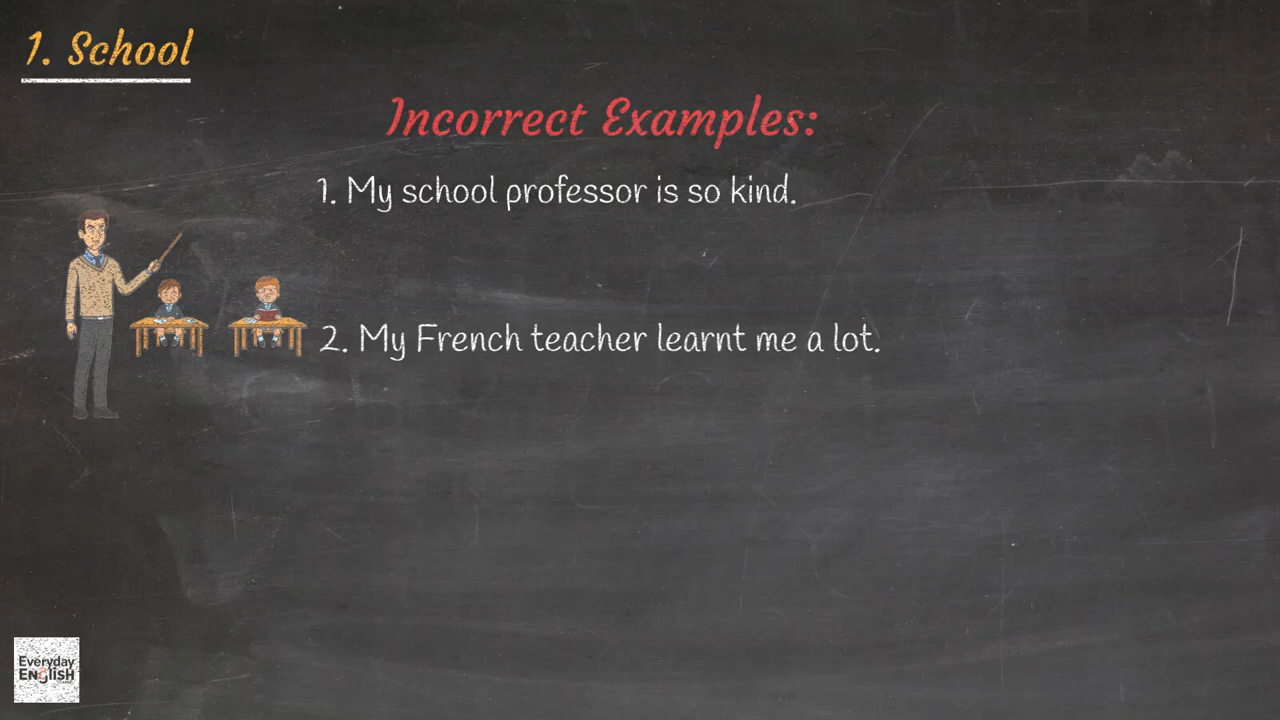 1. School
Incorrect Examples:
1. My school professor is so kind.
2. My French teacher learnt me a lot.
Everyday
ENglisH